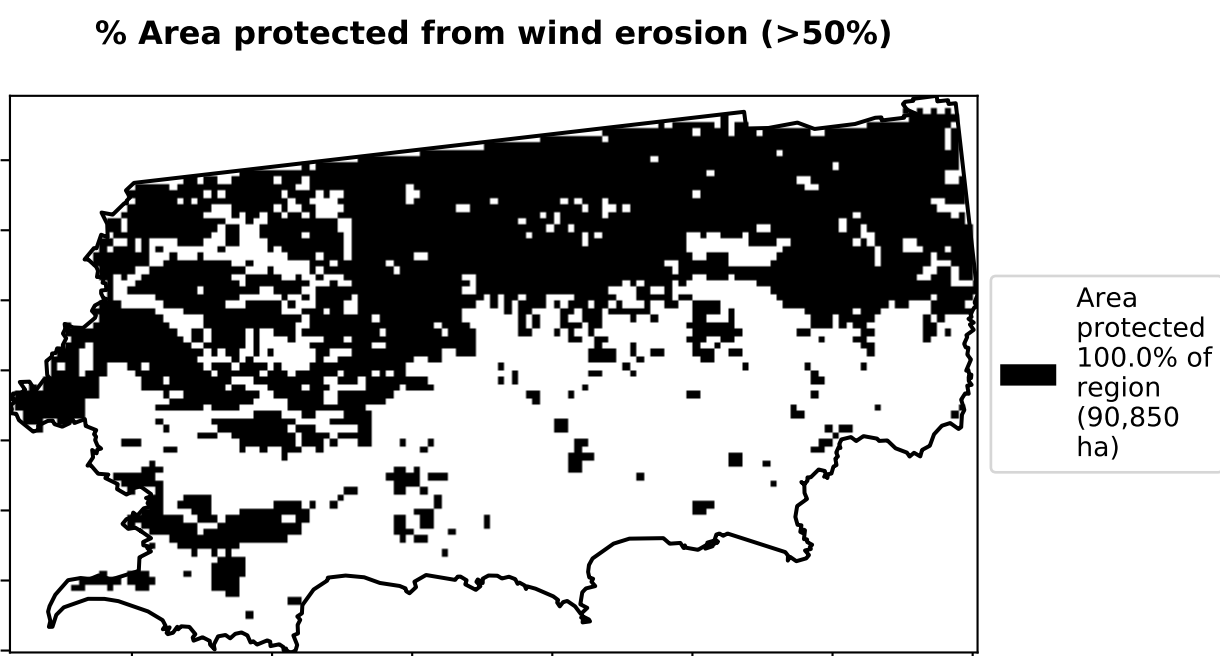 % Area protected from wind erosion (>50%)
Area
protected
100.0% of
region
(90,850
ha)